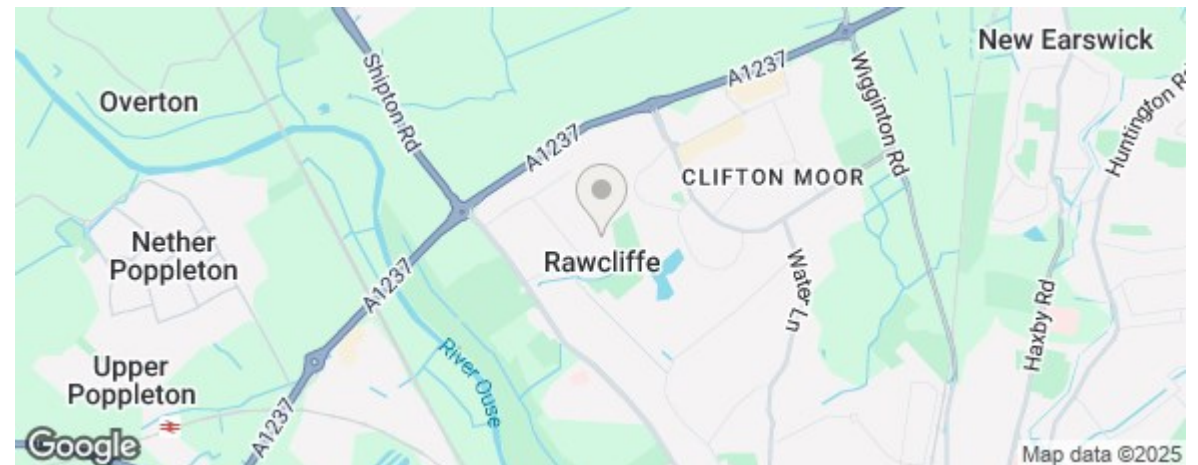 New Earswick
Overton
Shipton Rd
A1237
A1237
Wigginton Rd
Huntington Rd
CLIFTON MOOR
Nether
Poppleton
Rawcliffe
A1237
Water Ln
Haxby Rd
Upper
Poppleton
River Ouse
A1237
Google
Map data ©2025